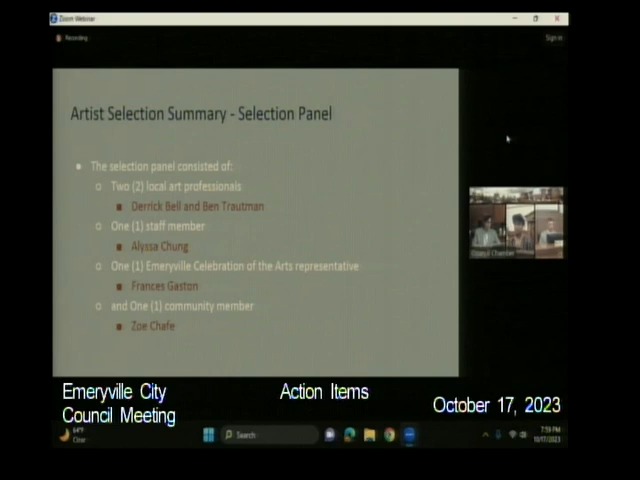 Zoom Webinar
Recording
Sign in
Artist Selection Summary - Selection Panel
The selection panel consisted of:
Two (2) local art professionals
Derrick Bell and Ben Trautman
One (1) staff member
Alyssa Chung
One (1) Emeryville Celebration of the Arts representative
Frances Gaston
and One (1) community member
Zoe Chafe
Council Chamber
Emeryville City
Council Meeting
Action Items
October 17, 2023
64°F
Clear
Search
7:59 PM
10/17/2023